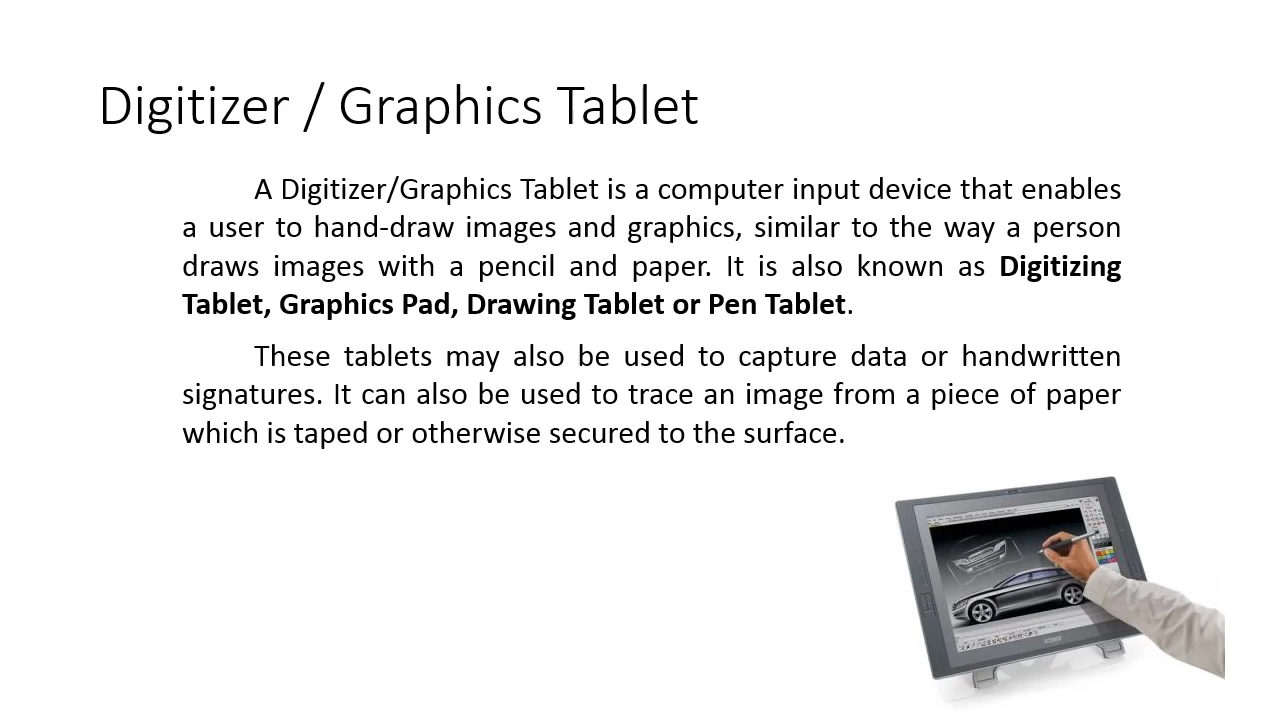 Digitizer / Graphics Tablet
A Digitizer/Graphics Tablet is a computer input device that enables
a user to hand-draw images and graphics, similar to the way a person
draws images with a pencil and paper. It is also known as Digitizing
Tablet, Graphics Pad, Drawing Tablet or Pen Tablet.
These tablets may also be used to capture data or handwritten
signatures. It can also be used to trace an image from a piece of paper
which is taped or otherwise secured to the surface.